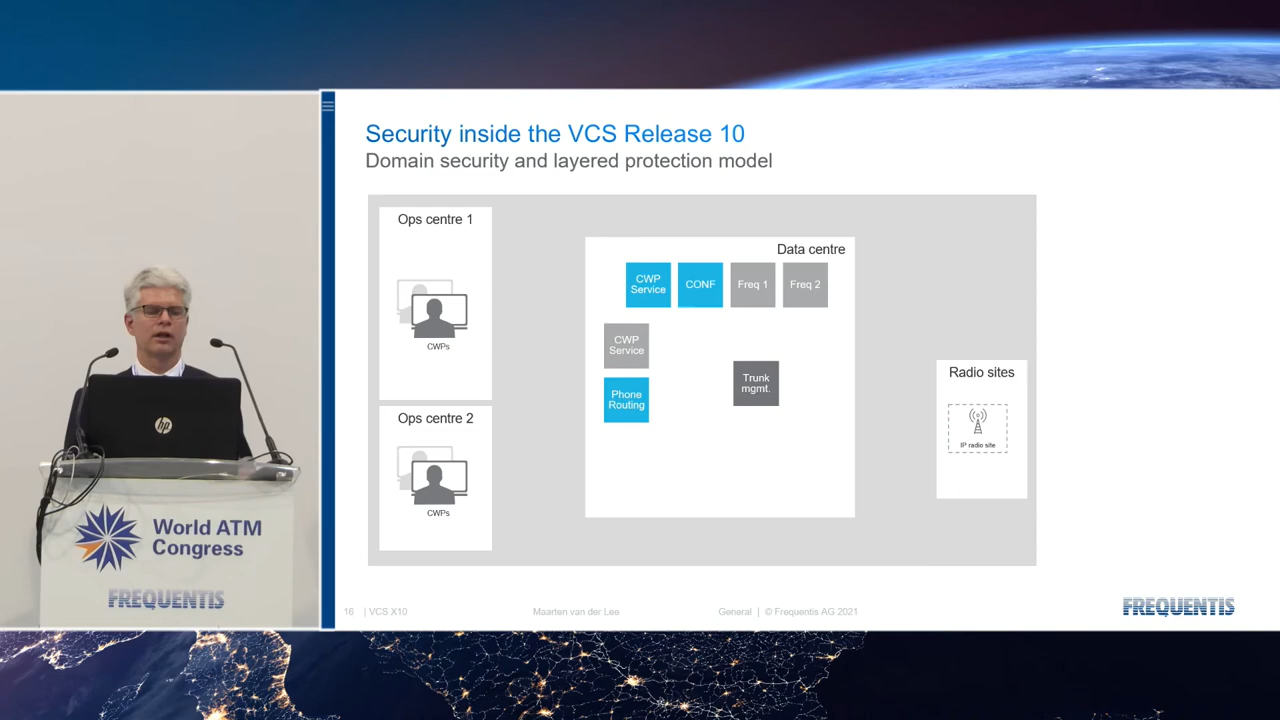 Security inside the VCS Release 10
Domain security and layered protection model
Ops centre 1
CWPs
Ops centre 2
CWPs
Data centre
CWP
Service
CONF
Freq 1
Freq 2
CWP
Service
Phone
Routing
Trunk
mgmt.
Radio sites
IP radio site
16 | VCS X10
Maarten van der Lee
General | © Frequentis AG 2021
FREQUENTIS
hp
World ATM
Congress
FREQUENTIS